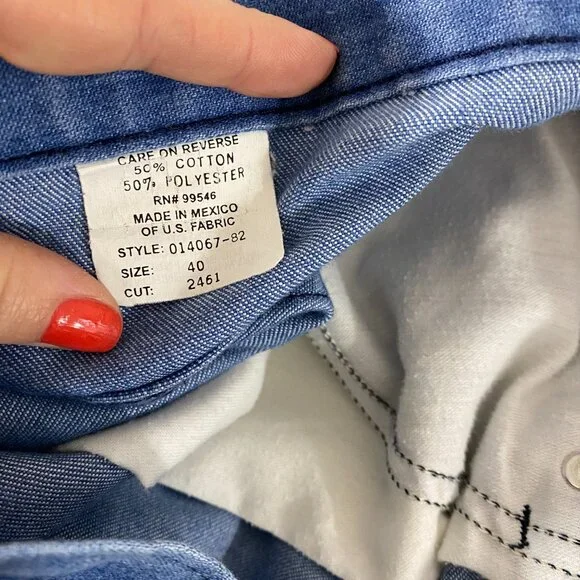 CARE ON REVERSE
50% COTTON
50% POLYESTER
RN# 99546
MADE IN MEXICO
OF U.S. FABRIC
STYLE: 014067-82
SIZE: 40
CUT: 2461